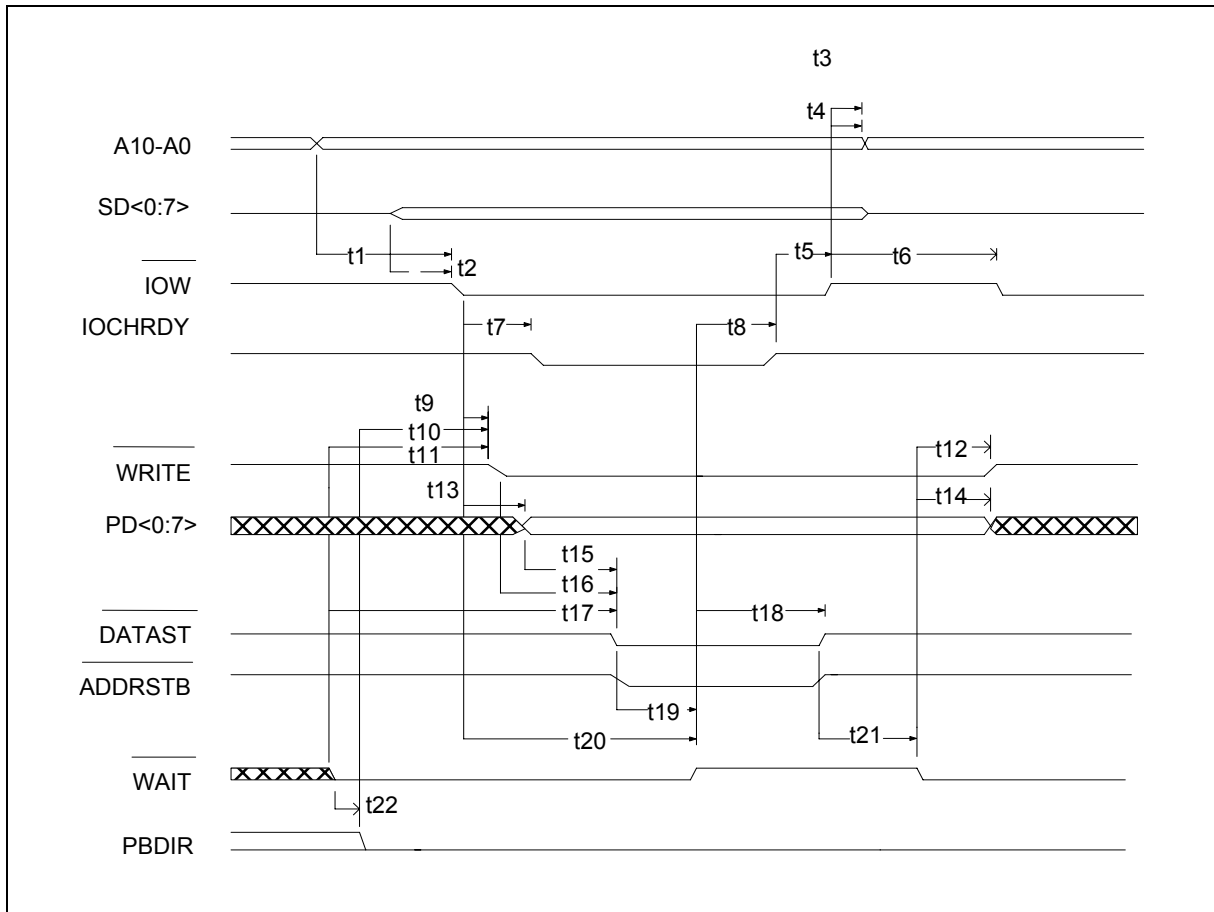 t3
t4
A10-A0
SD<0:7>
t1
t2
t5
t6
IOW
IOCHRDY
t7
t8
t9
t10
t11
t12
WRITE
t13
t14
PD<0:7>
t15
t16
t17
t18
DATAST
ADDRSTB
t19
t20
t21
WAIT
t22
PBDIR